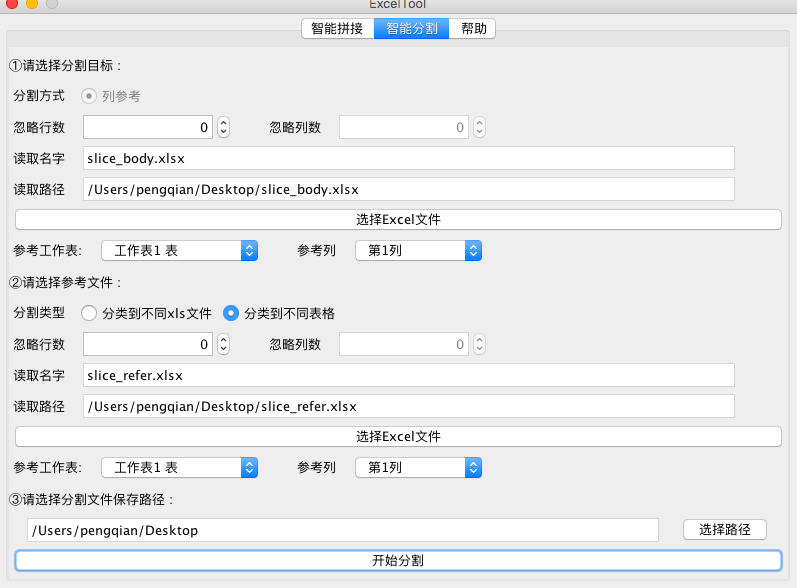 ExcelTool
智能拼接 智能分割 帮助
①请选择分割目标：
分割方式 列参考
忽略行数 0 忽略列数 0
读取名字 slice_body.xlsx
读取路径 /Users/pengqian/Desktop/slice_body.xlsx
选择Excel文件
参考工作表: 工作表1 表 参考列 第1列
②请选择参考文件：
分割类型 分类到不同xls文件 分类到不同表格
忽略行数 0 忽略列数 0
读取名字 slice_refer.xlsx
读取路径 /Users/pengqian/Desktop/slice_refer.xlsx
选择Excel文件
参考工作表: 工作表1 表 参考列 第1列
③请选择分割文件保存路径：
/Users/pengqian/Desktop 选择路径
开始分割